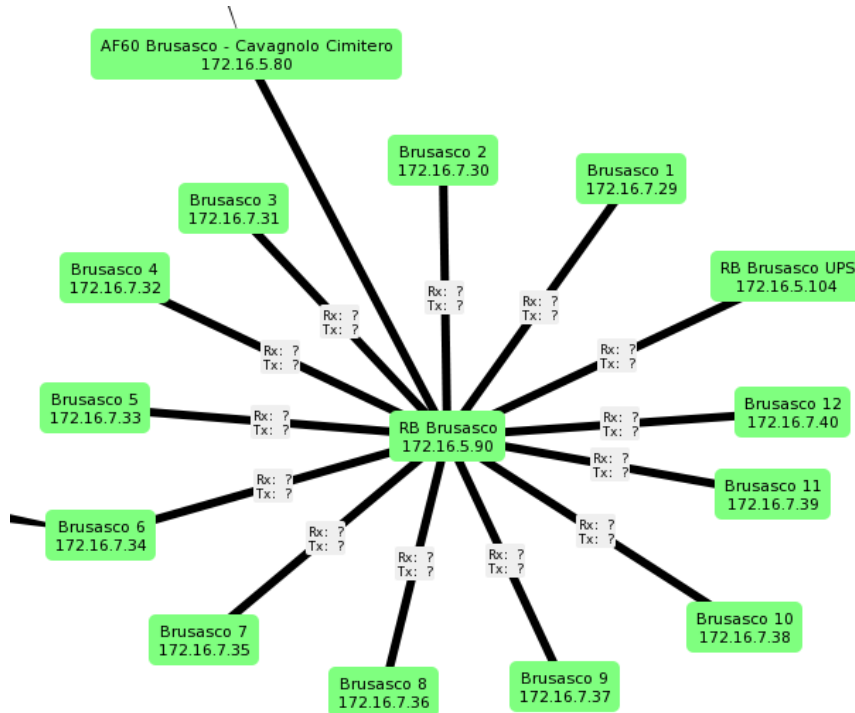 AF60 Brusasco - Cavagnolo Cimitero
172.16.5.80
Brusasco 2
172.16.7.30
Brusasco 1
172.16.7.29
Brusasco 3
172.16.7.31
Brusasco 4
172.16.7.32
RB Brusasco UPS
172.16.5.104
Rx: ?
Tx: ?
Rx: ?
Tx: ?
Rx: ?
Tx: ?
Rx: ?
Tx: ?
Rx: ?
Tx: ?
Brusasco 5
172.16.7.33
Rx: ?
Tx: ?
RB Brusasco
172.16.5.90
Rx: ?
Tx: ?
Brusasco 12
172.16.7.40
Rx: ?
Tx: ?
Brusasco 11
172.16.7.39
Rx: ?
Tx: ?
Brusasco 6
172.16.7.34
Rx: ?
Tx: ?
Rx: ?
Tx: ?
Rx: ?
Tx: ?
Rx: ?
Tx: ?
Brusasco 10
172.16.7.38
Brusasco 7
172.16.7.35
Brusasco 8
172.16.7.36
Brusasco 9
172.16.7.37